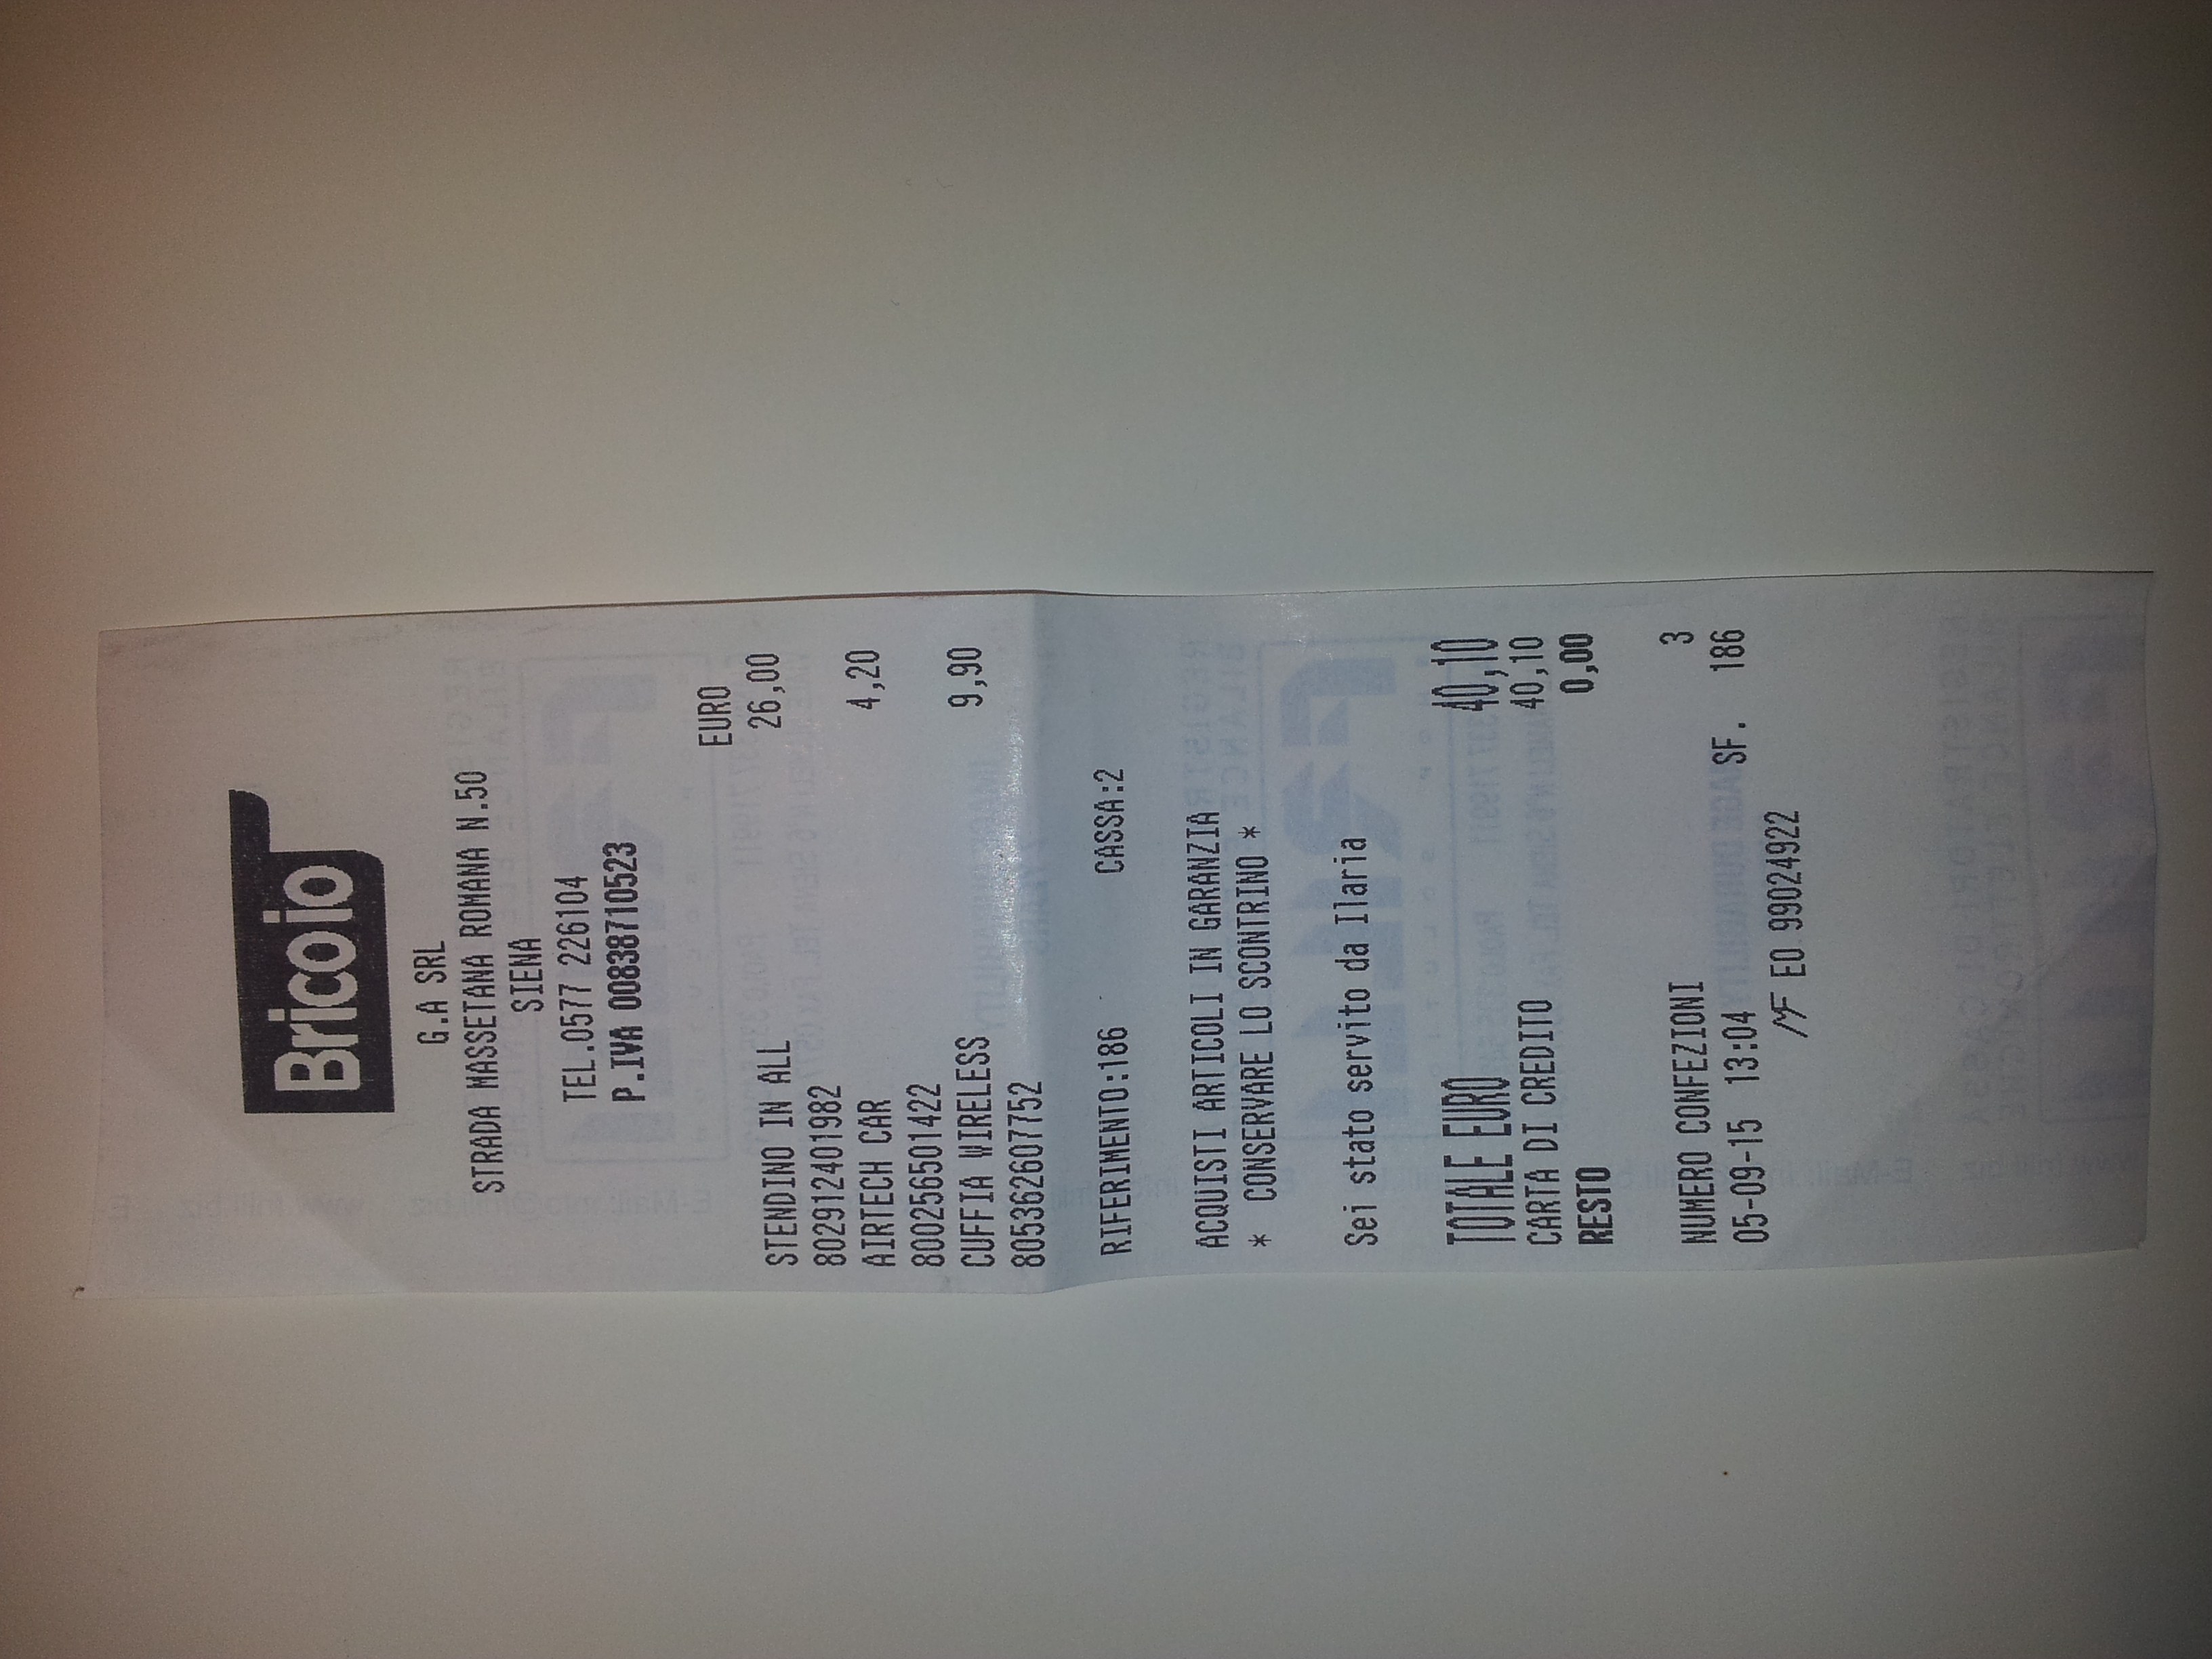 Brico io
G.A SRL
STRADA MASSETANA ROMANA N.50
SIENA
TEL.0577 226104
P.IVA 00838710523
EURO
STENDINO IN ALL 26,00
802912401982
AIRTECH CAR 4,20
800256501422
CUFFIA WIRELESS 9,90
805362607752
RIFERIMENTO:186 CASSA:2
ACQUISTI ARTICOLI IN GARANZIA
* CONSERVARE LO SCONTRINO *
Sei stato servito da Ilaria
TOTALE EURO 40,10
CARTA DI CREDITO 40,10
RESTO 0,00
NUMERO CONFEZIONI 3
05-09-15 13:04 SF. 186
MF EO 99024922